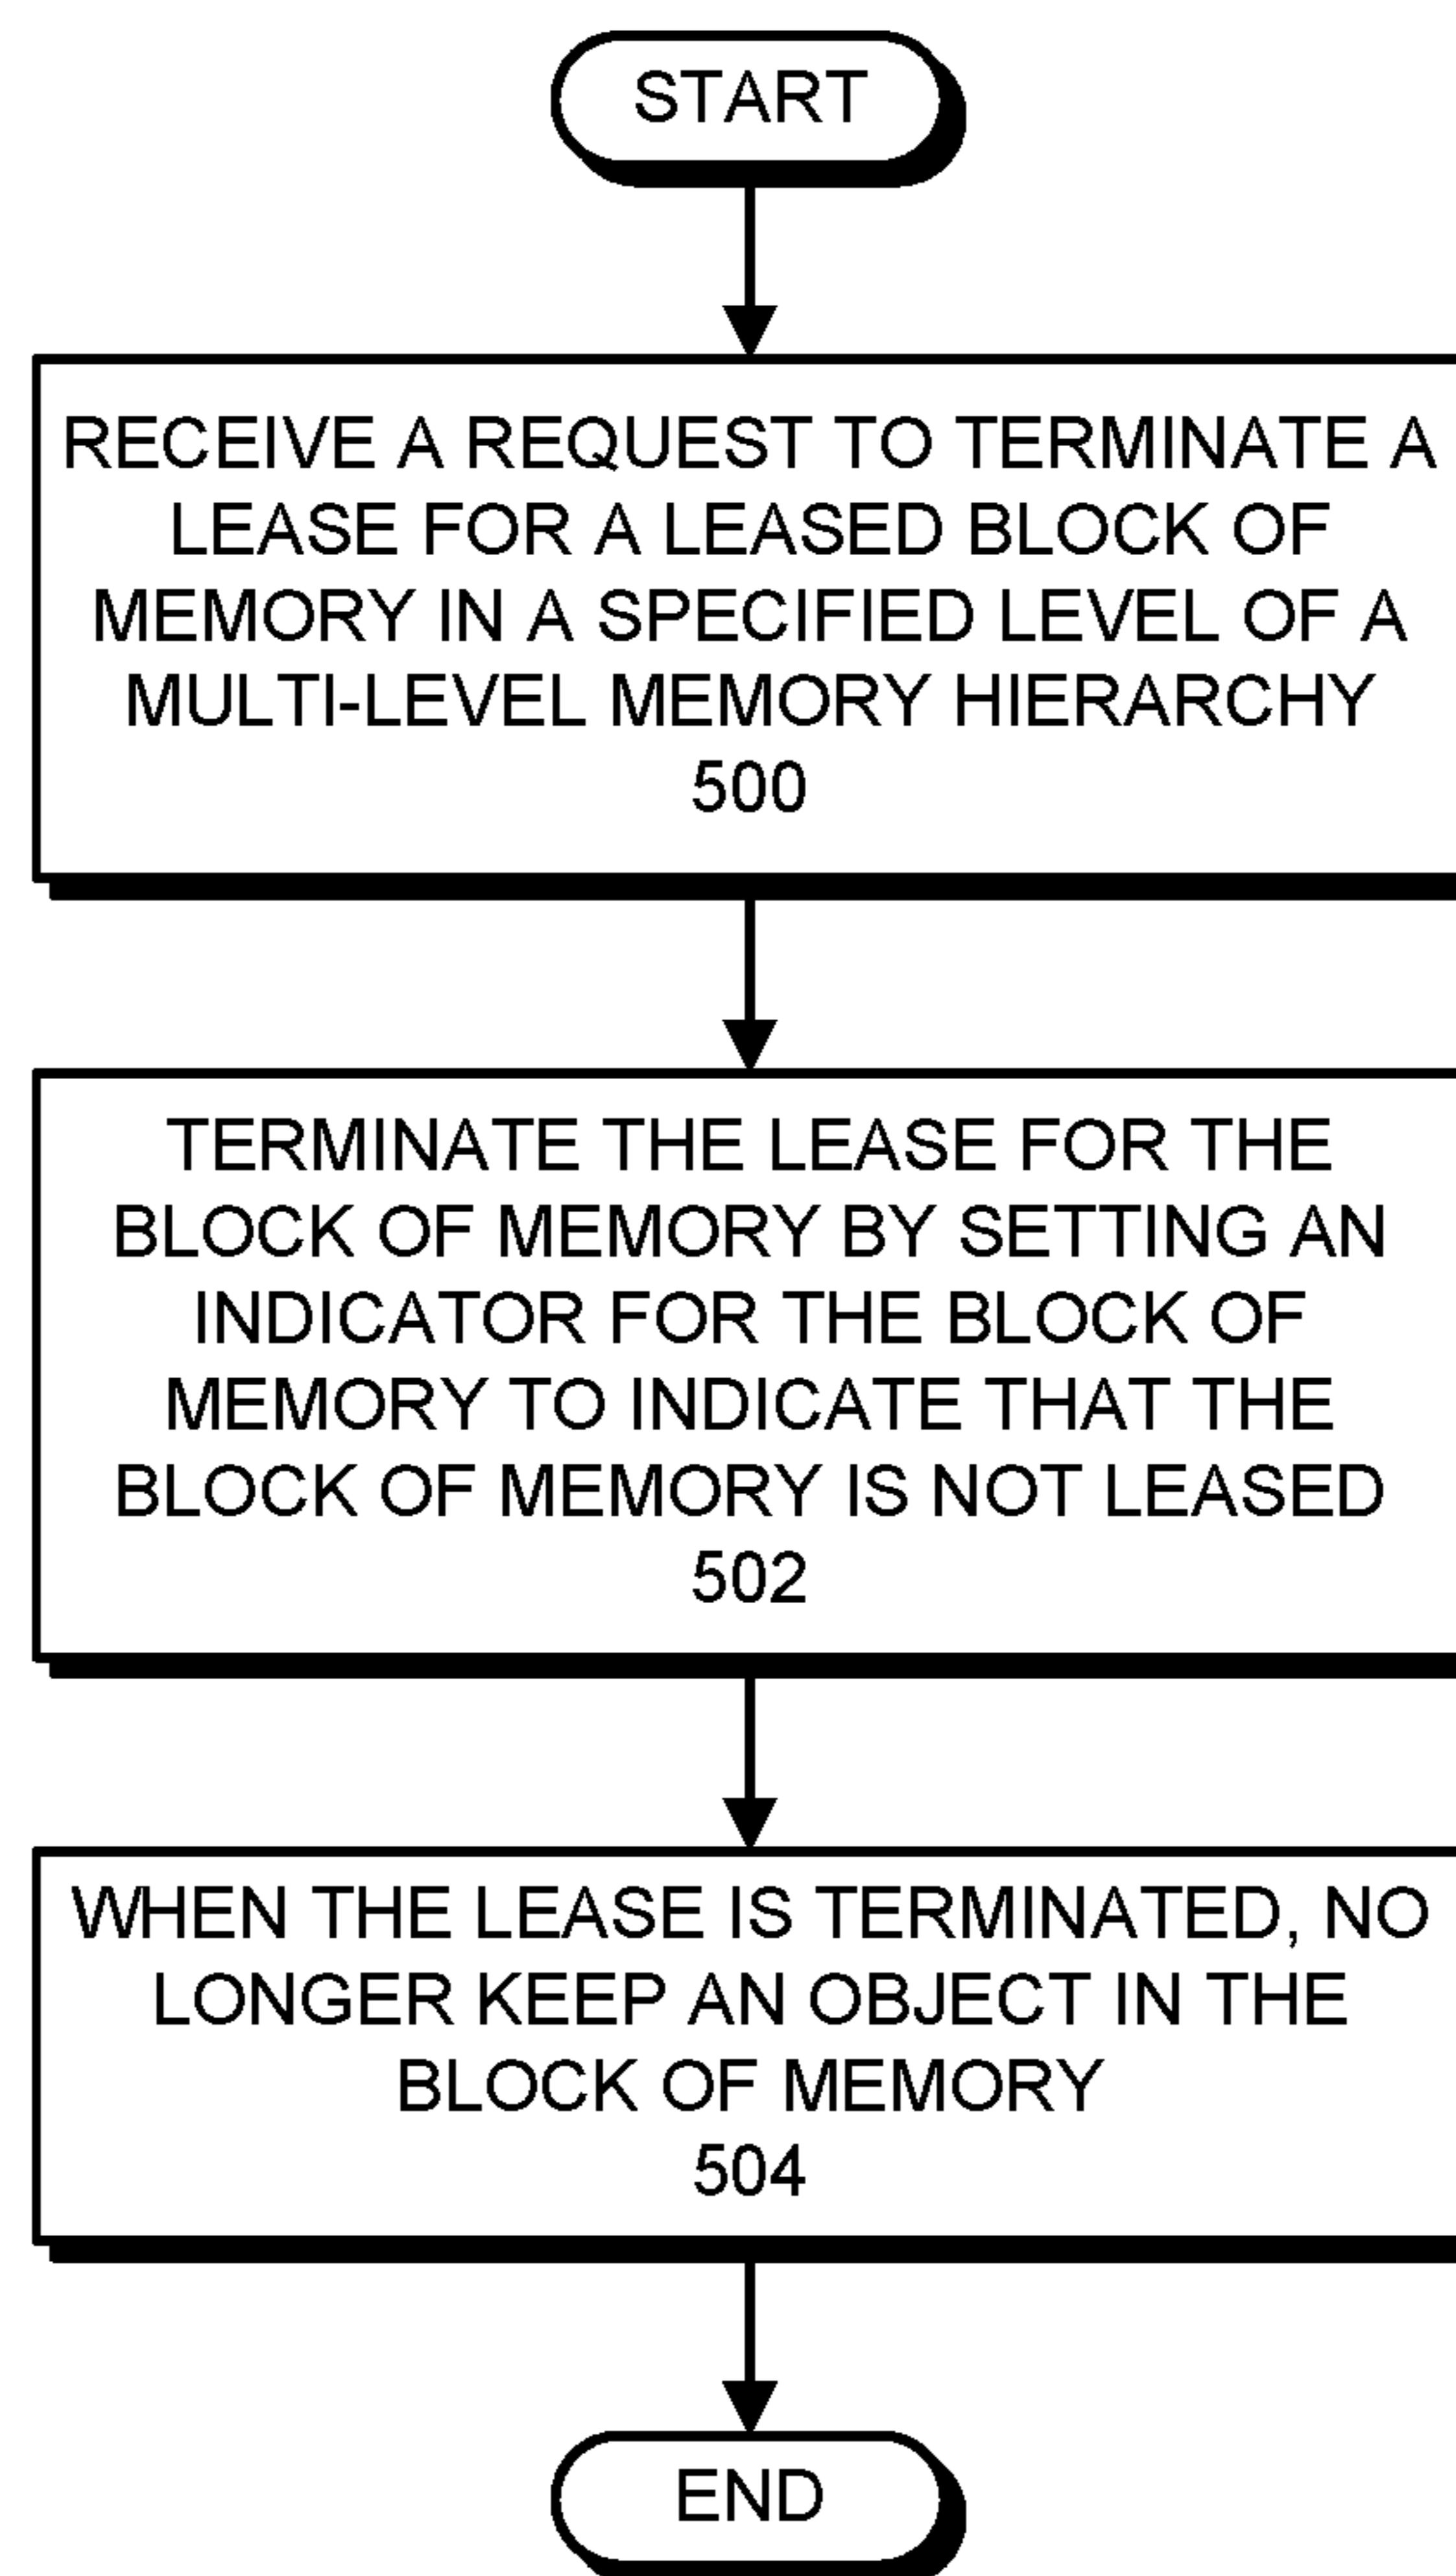 START
RECEIVE A REQUEST TO TERMINATE A
LEASE FOR A LEASED BLOCK OF
MEMORY IN A SPECIFIED LEVEL OF A
MULTI-LEVEL MEMORY HIERARCHY
500
TERMINATE THE LEASE FOR THE
BLOCK OF MEMORY BY SETTING AN
INDICATOR FOR THE BLOCK OF
MEMORY TO INDICATE THAT THE
BLOCK OF MEMORY IS NOT LEASED
502
WHEN THE LEASE IS TERMINATED, NO
LONGER KEEP AN OBJECT IN THE
BLOCK OF MEMORY
504
END